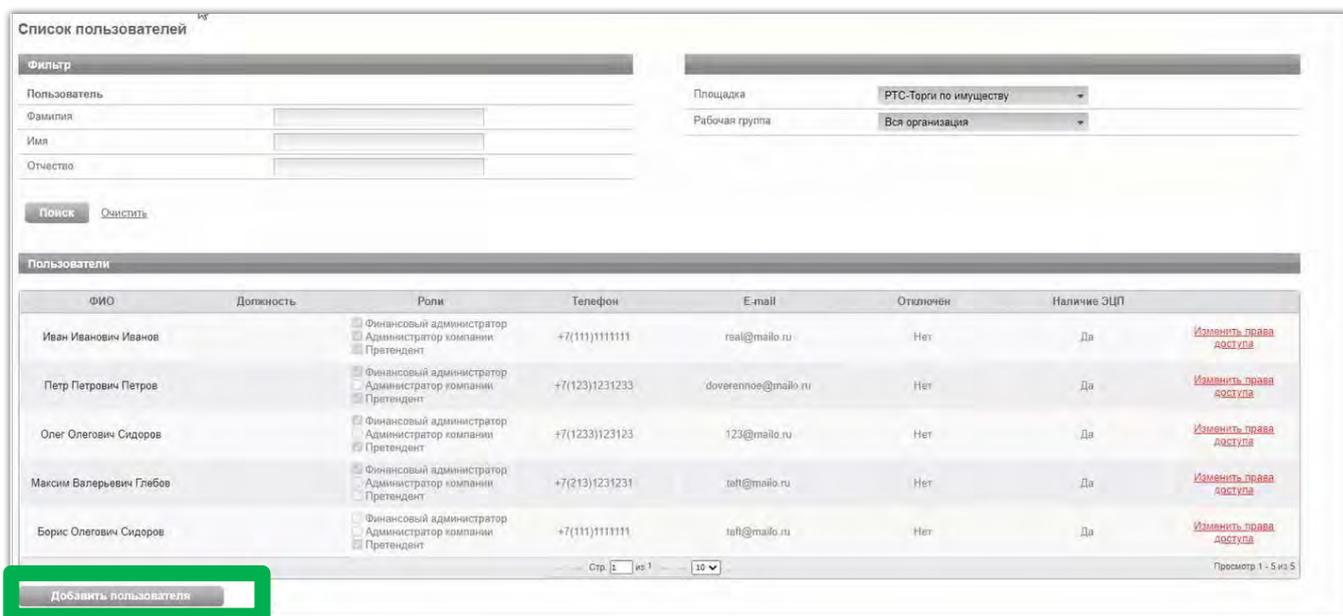 Список пользователей
Фильтр
Пользователь
Фамилия
Имя
Отчество
Площадка РТС-Торги по имуществу
Рабочая группа Вся организация
Поиск Очистить
Пользователи
ФИО Должность Роли Телефон E-mail Отключен Наличие ЭЦП
Иван Иванович Иванов Финансовый администратор +7(111)1111111 real@mailo.ru Нет Да Изменить права
Администратор компании доступа
Претендент
Петр Петрович Петров Финансовый администратор +7(123)1231233 doverennoe@mailo.ru Нет Да Изменить права
Администратор компании доступа
Претендент
Олег Олегович Сидоров Финансовый администратор +7(1233)123123 123@mailo.ru Нет Да Изменить права
Администратор компании доступа
Претендент
Максим Валерьевич Глебов Финансовый администратор +7(213)1231231 Нет Да Изменить права
Администратор компании доступа
Претендент
Борис Олегович Сидоров Финансовый администратор +7(111)1111111 Нет Да Изменить права
Администратор компании доступа
Претендент
Стр. 1 из 1 10 Просмотр 1 - 5 из 5
Добавить пользователя